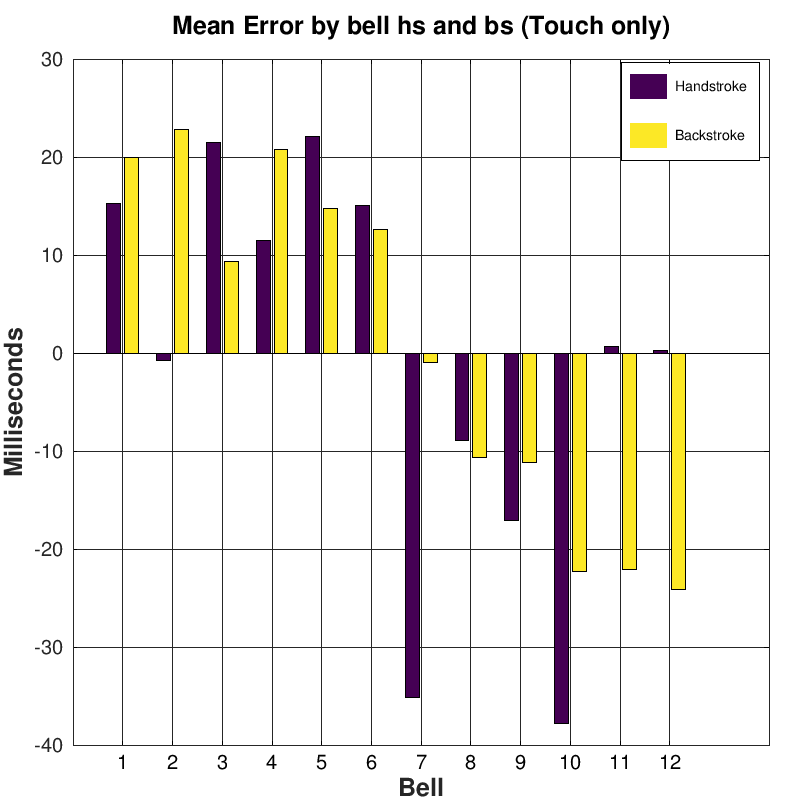 Mean Error by bell hs and bs (Touch only)
Handstroke
Backstroke
30
20
10
0
-10
-20
-30
-40
Milliseconds
1 2 3 4 5 6 7 8 9 10 11 12
Bell